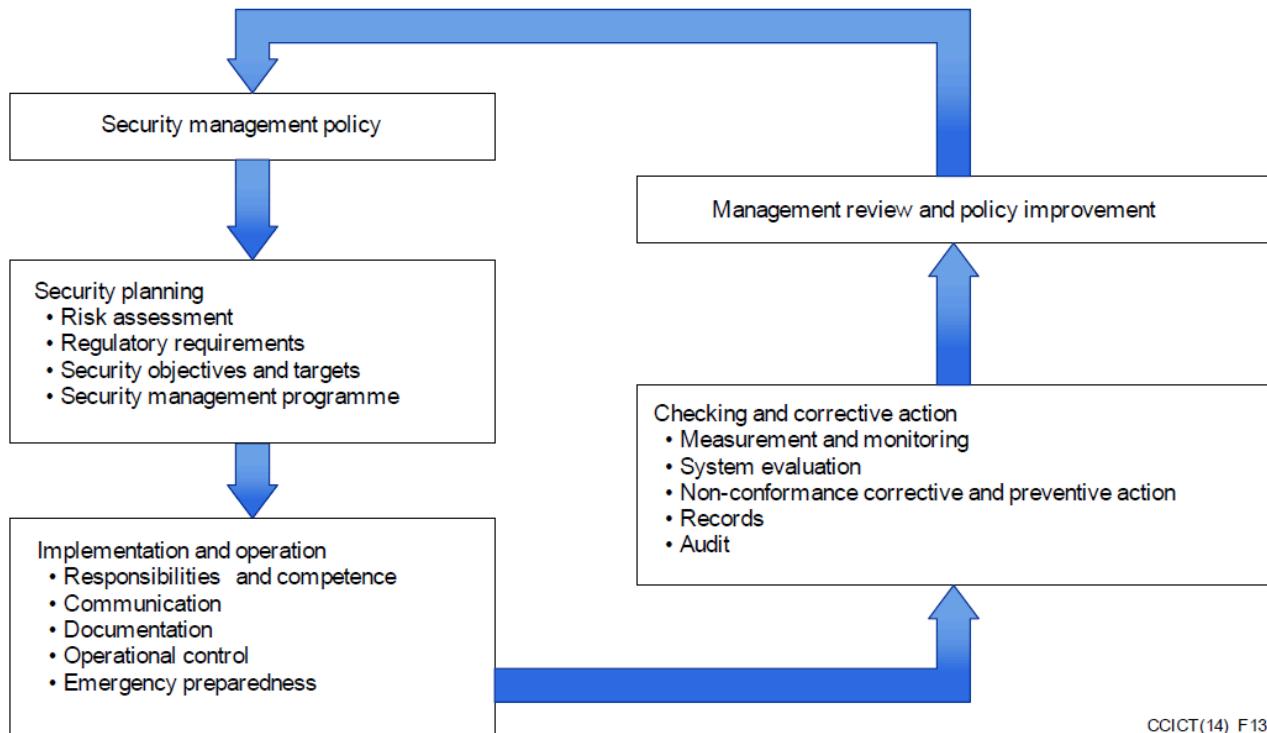 Security management policy
Security planning
• Risk assessment
• Regulatory requirements
• Security objectives and targets
• Security management programme
Implementation and operation
• Responsibilities and competence
• Communication
• Documentation
• Operational control
• Emergency preparedness
Management review and policy improvement
Checking and corrective action
• Measurement and monitoring
• System evaluation
• Non-conformance corrective and preventive action
• Records
• Audit
CCICT(14)_F13